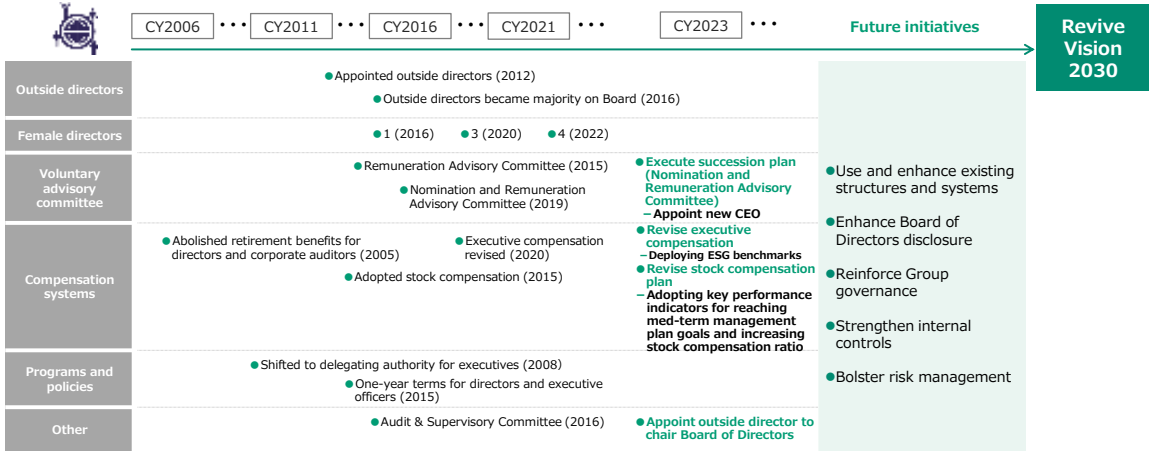 CY2006 ••• CY2011 ••• CY2016 ••• CY2021 ••• CY2023 •••
Future initiatives
Revive
Vision
2030
Outside directors
●Appointed outside directors (2012)
●Outside directors became majority on Board (2016)
Female directors
●1 (2016) ●3 (2020) ●4 (2022)
Voluntary
advisory
committee
●Remuneration Advisory Committee (2015)
●Nomination and Remuneration
Advisory Committee (2019)
●Execute succession plan
(Nomination and
Remuneration Advisory
Committee)
–Appoint new CEO
Compensation
systems
●Abolished retirement benefits for
directors and corporate auditors (2005)
●Executive compensation
revised (2020)
●Adopted stock compensation (2015)
●Revise executive
compensation
–Deploying ESG benchmarks
●Revise stock compensation
plan
–Adopting key performance
indicators for reaching
med-term management
plan goals and increasing
stock compensation ratio
Programs and
policies
●Shifted to delegating authority for executives (2008)
●One-year terms for directors and executive
officers (2015)
Other
●Audit & Supervisory Committee (2016)
●Appoint outside director to
chair Board of Directors
●Use and enhance existing
structures and systems
●Enhance Board of
Directors disclosure
●Reinforce Group
governance
●Strengthen internal
controls
●Bolster risk management